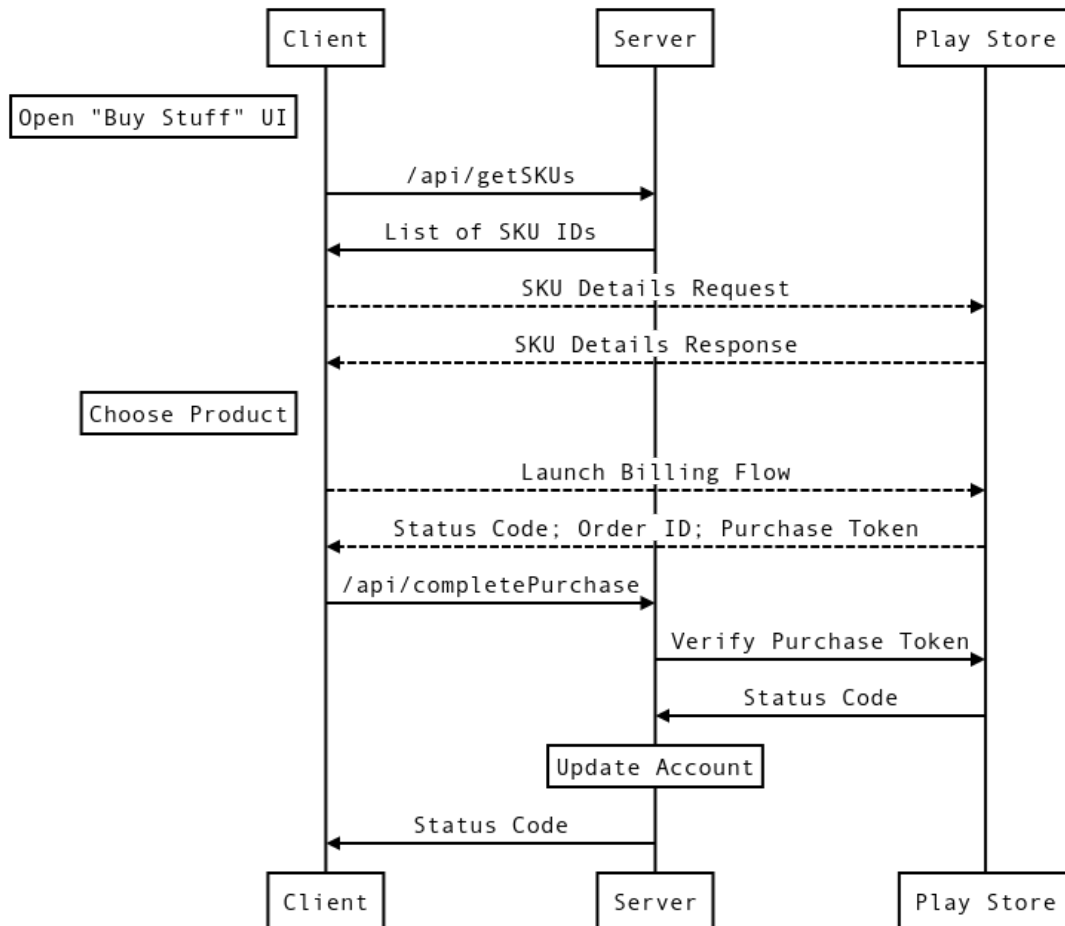 Client
Server
Play Store
Open "Buy Stuff" UI
/api/getSKUs
List of SKU IDs
SKU Details Request
SKU Details Response
Choose Product
Launch Billing Flow
Status Code; Order ID; Purchase Token
/api/completePurchase
Verify Purchase Token
Status Code
Update Account
Status Code
Client
Server
Play Store